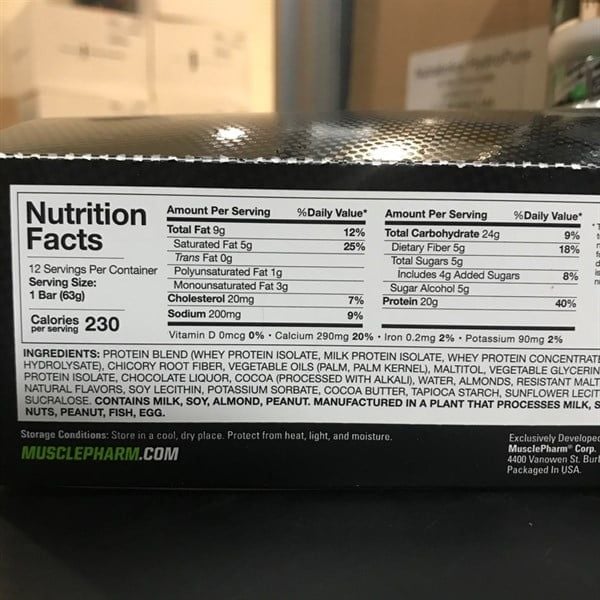 Nutrition
Facts
12 Servings Per Container
Serving Size:
1 Bar (63g)
Calories 230
per serving
Amount Per Serving %Daily Value*
Total Fat 9g 12%
Saturated Fat 5g 25%
Trans Fat 0g
Polyunsaturated Fat 1g
Monounsaturated Fat 3g
Cholesterol 20mg 7%
Sodium 200mg 9%
Amount Per Serving %Daily Value*
Total Carbohydrate 24g 9%
Dietary Fiber 5g 18%
Total Sugars 5g
Includes 4g Added Sugars 8%
Sugar Alcohol 5g
Protein 20g 40%
Vitamin D 0mcg 0% • Calcium 290mg 20% • Iron 0.2mg 2% • Potassium 90mg 2%
INGREDIENTS: PROTEIN BLEND (WHEY PROTEIN ISOLATE, MILK PROTEIN ISOLATE, WHEY PROTEIN CONCENTRATE
HYDROLYSATE), CHICORY ROOT FIBER, VEGETABLE OILS (PALM, PALM KERNEL), MALTITOL, VEGETABLE GLYCERIN
PROTEIN ISOLATE, CHOCOLATE LIQUOR, COCOA (PROCESSED WITH ALKALI), WATER, ALMONDS, RESISTANT MALT
NATURAL FLAVORS, SOY LECITHIN, POTASSIUM SORBATE, COCOA BUTTER, TAPIOCA STARCH, SUNFLOWER LECIT
SUCRALOSE. CONTAINS MILK, SOY, ALMOND, PEANUT. MANUFACTURED IN A PLANT THAT PROCESSES MILK, S
NUTS, PEANUT, FISH, EGG.
Storage Conditions: Store in a cool, dry place. Protect from heat, light, and moisture.
MUSCLEPHARM.COM
Exclusively Developed
MusclePharm® Corp.
4400 Vanowen St. Burb
Packaged In USA.